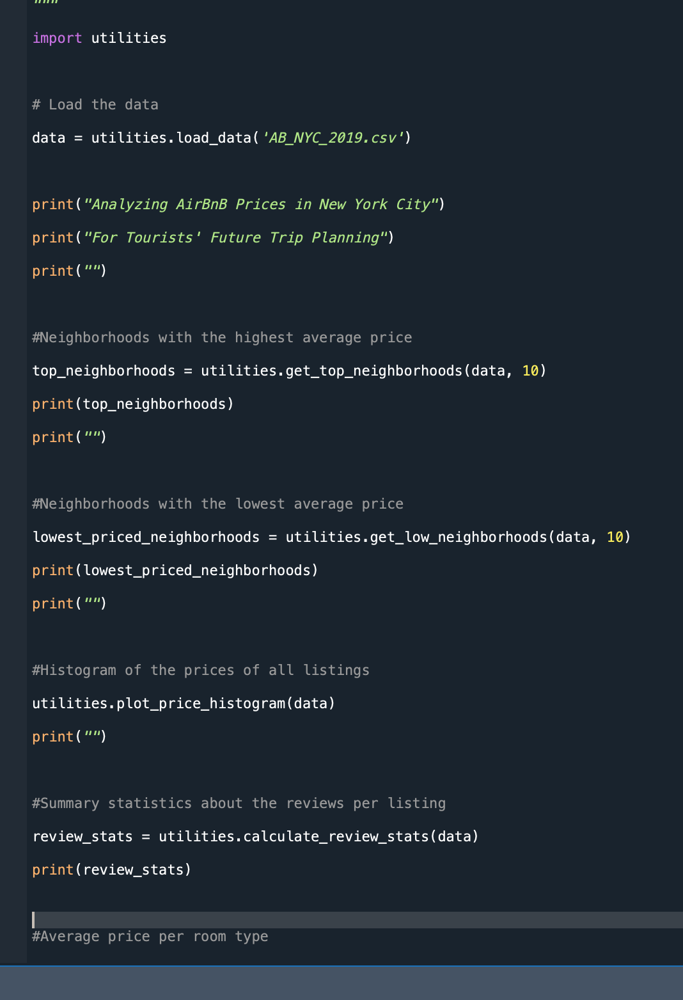 """
import utilities
# Load the data
data = utilities.load_data('AB_NYC_2019.csv')
print("Analyzing AirBnB Prices in New York City")
print("For Tourists' Future Trip Planning")
print("")
#Neighborhoods with the highest average price
top_neighborhoods = utilities.get_top_neighborhoods(data, 10)
print(top_neighborhoods)
print("")
#Neighborhoods with the lowest average price
lowest_priced_neighborhoods = utilities.get_low_neighborhoods(data, 10)
print(lowest_priced_neighborhoods)
print("")
#Histogram of the prices of all listings
utilities.plot_price_histogram(data)
print("")
#Summary statistics about the reviews per listing
review_stats = utilities.calculate_review_stats(data)
print(review_stats)
#Average price per room type